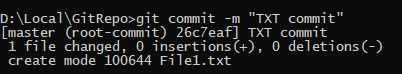 D:\Local\GitRepo>git commit -m "TXT commit"
[master (root-commit) 26c7eaf] TXT commit
 1 file changed, 0 insertions(+), 0 deletions(-)
 create mode 100644 File1.txt